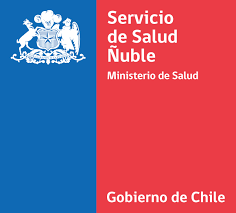 Servicio
de Salud
Ñuble
Ministerio de Salud
Gobierno de Chile